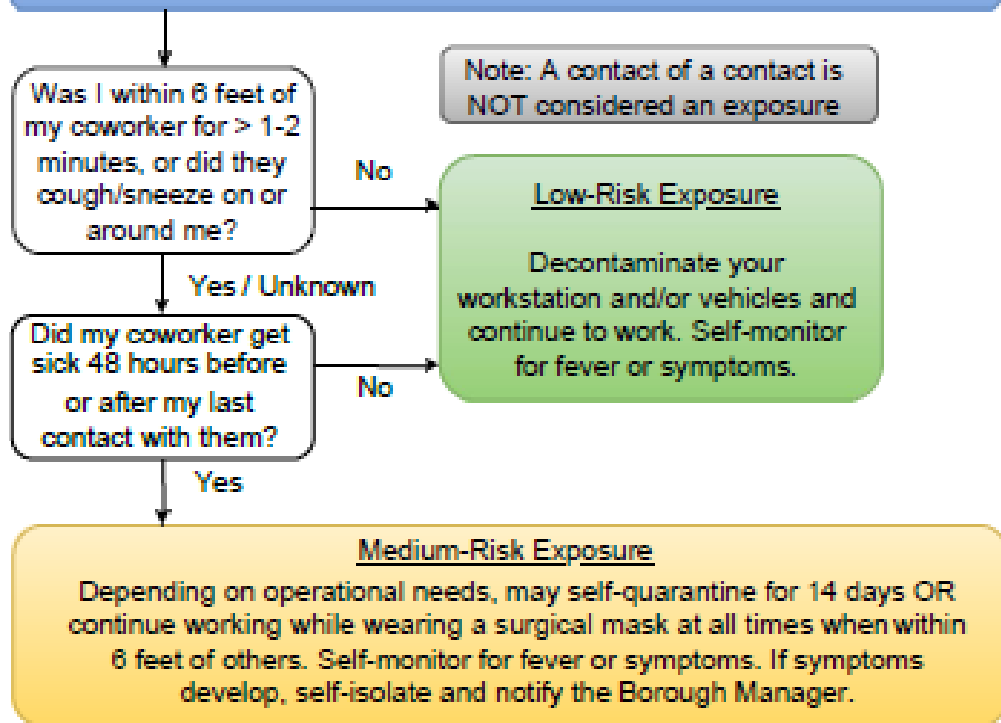 Note: A contact of a contact is
NOT considered an exposure
Was I within 6 feet of
my coworker for > 1-2
minutes, or did they
cough/sneeze on or
around me?
No
Low-Risk Exposure
Decontaminate your
workstation and/or vehicles and
continue to work. Self-monitor
for fever or symptoms.
Yes / Unknown
Did my coworker get
sick 48 hours before
or after my last
contact with them?
No
Yes
Medium-Risk Exposure
Depending on operational needs, may self-quarantine for 14 days OR
continue working while wearing a surgical mask at all times when within
6 feet of others. Self-monitor for fever or symptoms. If symptoms
develop, self-isolate and notify the Borough Manager.